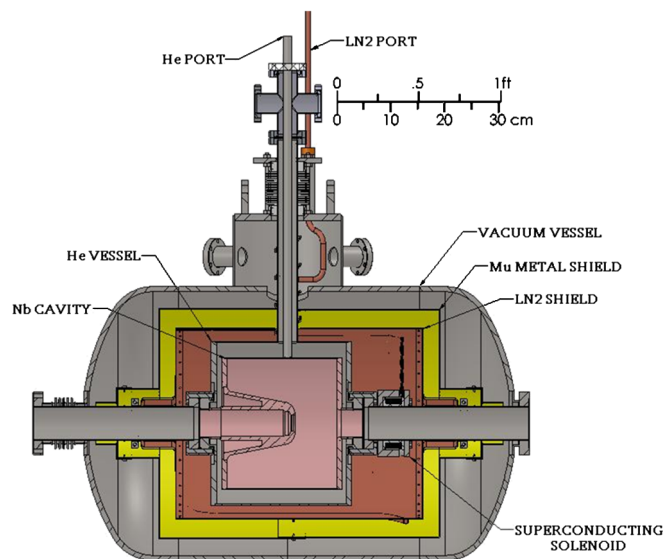 LN2 PORT
He PORT
0 .5 1ft
0 10 20 30 cm
VACUUM VESSEL
He VESSEL
Mu METAL SHIELD
LN2 SHIELD
Nb CAVITY
SUPERCONDUCTING
SOLENOID